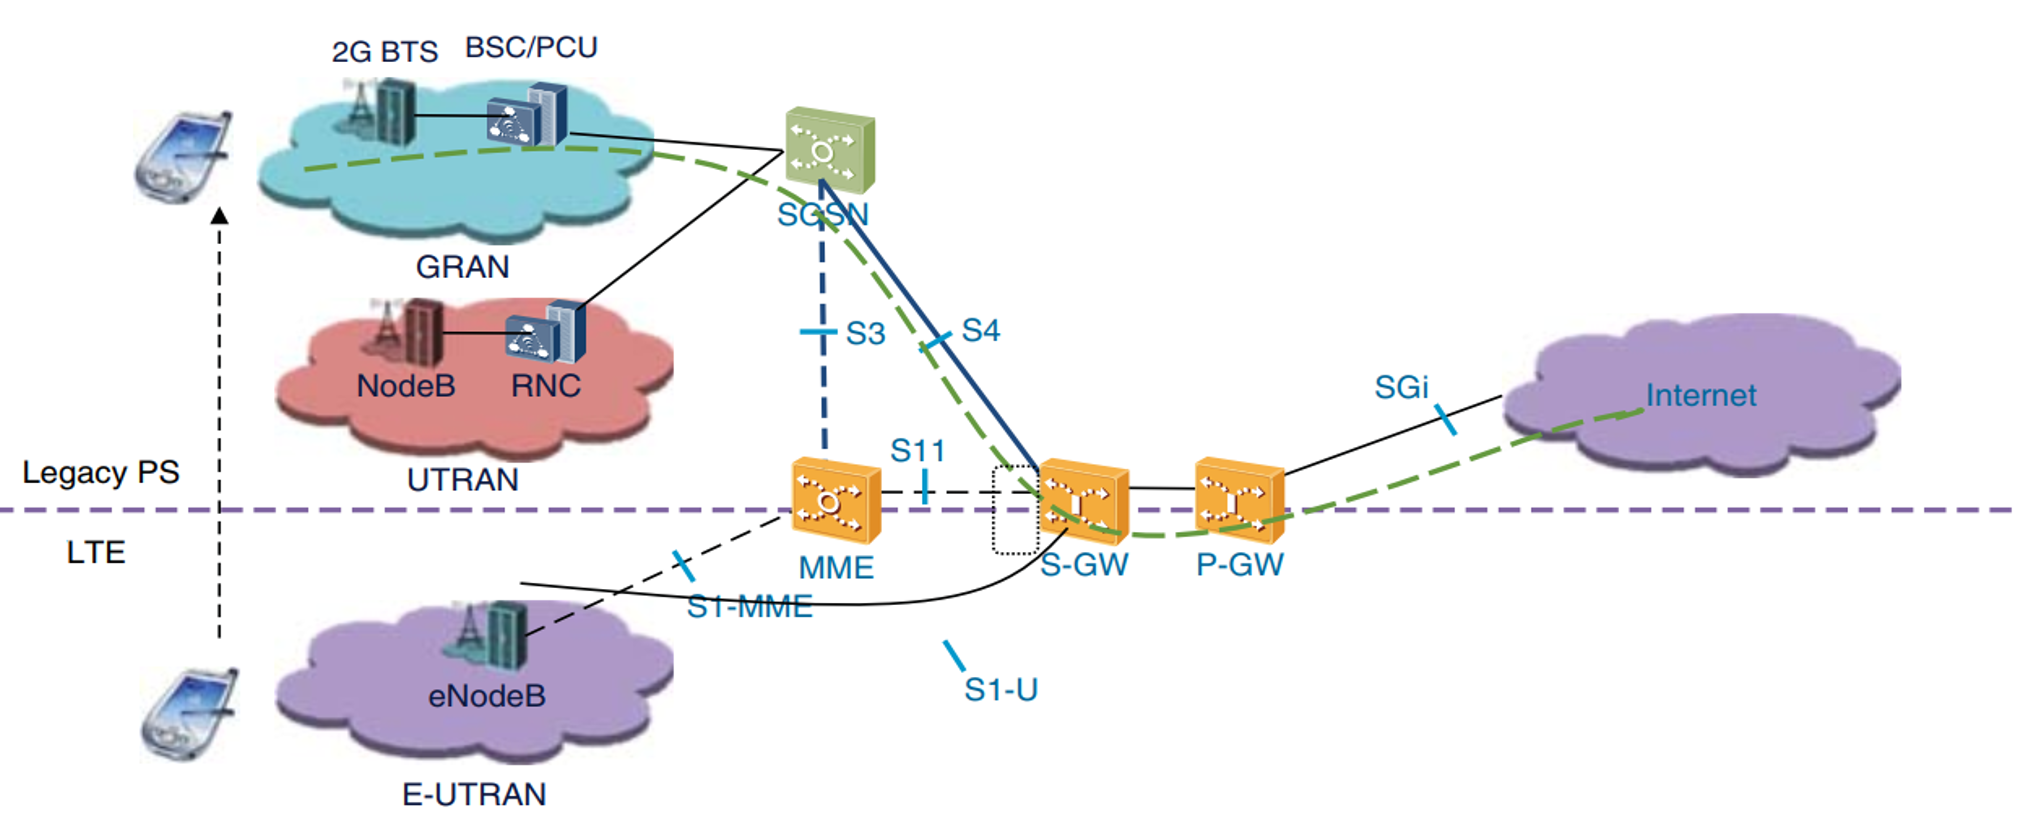 2G BTS
BSC/PCU
SGSN
GRAN
S3
S4
NodeB
RNC
SGi
Internet
Legacy PS
UTRAN
S11
LTE
MME
S-GW
P-GW
S1-MME
eNodeB
S1-U
E-UTRAN